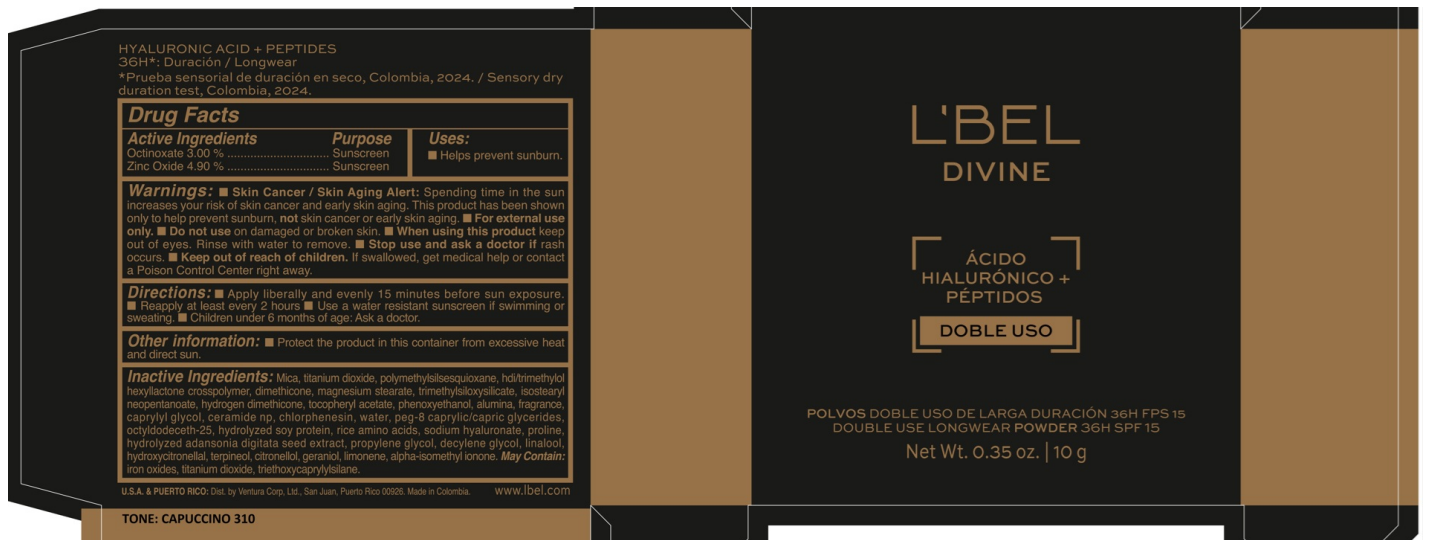 HYALURONIC ACID + PEPTIDES
36H*: Duración / Longwear
*Prueba sensorial de duración en seco, Colombia, 2024. / Sensory dry
duration test, Colombia, 2024.
Drug Facts
Active Ingredients Purpose
Octinoxate 3.00 % ............................... Sunscreen
Zinc Oxide 4.90 % ............................... Sunscreen
Uses:
■ Helps prevent sunburn.
Warnings: ■ Skin Cancer / Skin Aging Alert: Spending time in the sun
increases your risk of skin cancer and early skin aging. This product has been shown
only to help prevent sunburn, not skin cancer or early skin aging. ■ For external use
only. ■ Do not use on damaged or broken skin. ■ When using this product keep
out of eyes. Rinse with water to remove. ■ Stop use and ask a doctor if rash
occurs. ■ Keep out of reach of children. If swallowed, get medical help or contact
a Poison Control Center right away.
Directions: ■ Apply liberally and evenly 15 minutes before sun exposure.
■ Reapply at least every 2 hours ■ Use a water resistant sunscreen if swimming or
sweating. ■ Children under 6 months of age: Ask a doctor.
Other information: ■ Protect the product in this container from excessive heat
and direct sun.
Inactive Ingredients: Mica, titanium dioxide, polymethylsilsesquioxane, hdi/trimethylol
hexyllactone crosspolymer, dimethicone, magnesium stearate, trimethylsiloxysilicate, isostearyl
neopentanoate, hydrogen dimethicone, tocopheryl acetate, phenoxyethanol, alumina, fragrance,
caprylyl glycol, ceramide np, chlorphenesin, water, peg-8 caprylic/capric glycerides,
octyldodeceth-25, hydrolyzed soy protein, rice amino acids, sodium hyaluronate, proline,
hydrolyzed adansonia digitata seed extract, propylene glycol, decylene glycol, linalool,
hydroxycitronellal, terpineol, citronellol, geraniol, limonene, alpha-isomethyl ionone. May Contain:
iron oxides, titanium dioxide, triethoxycaprylylsilane.
U.S.A. & PUERTO RICO: Dist. by Ventura Corp, Ltd., San Juan, Puerto Rico 00926. Made in Colombia. www.lbel.com
TONE: CAPUCCINO 310
L'BEL
DIVINE
ÁCIDO
HIALURÓNICO +
PÉPTIDOS
DOBLE USO
POLVOS DOBLE USO DE LARGA DURACIÓN 36H FPS 15
DOUBLE USE LONGWEAR POWDER 36H SPF 15
Net Wt. 0.35 oz. | 10 g